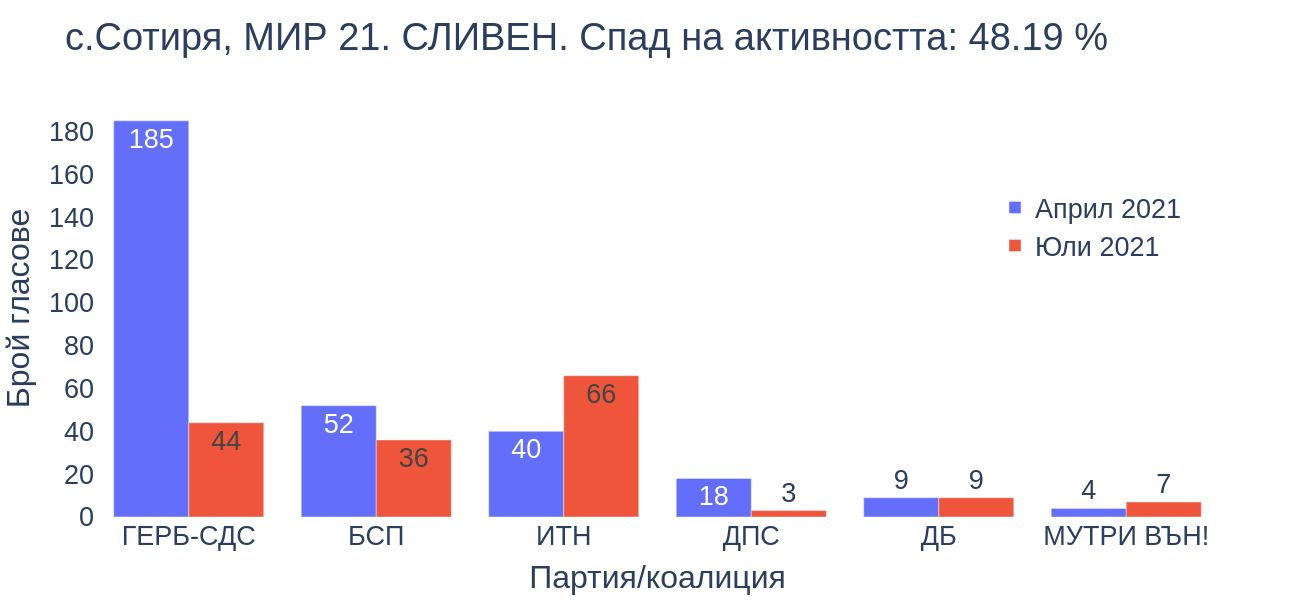 с.Сотиря, МИР 21. СЛИВЕН. Спад на активността: 48.19 %
Брой гласове
180
160
140
120
100
80
60
40
20
0
185
44
52
36
40
66
18
3
9
9
4
7
Април 2021
Юли 2021
ГЕРБ-СДС
БСП
ИТН
ДПС
ДБ
МУТРИ ВЪН!
Партия/коалиция